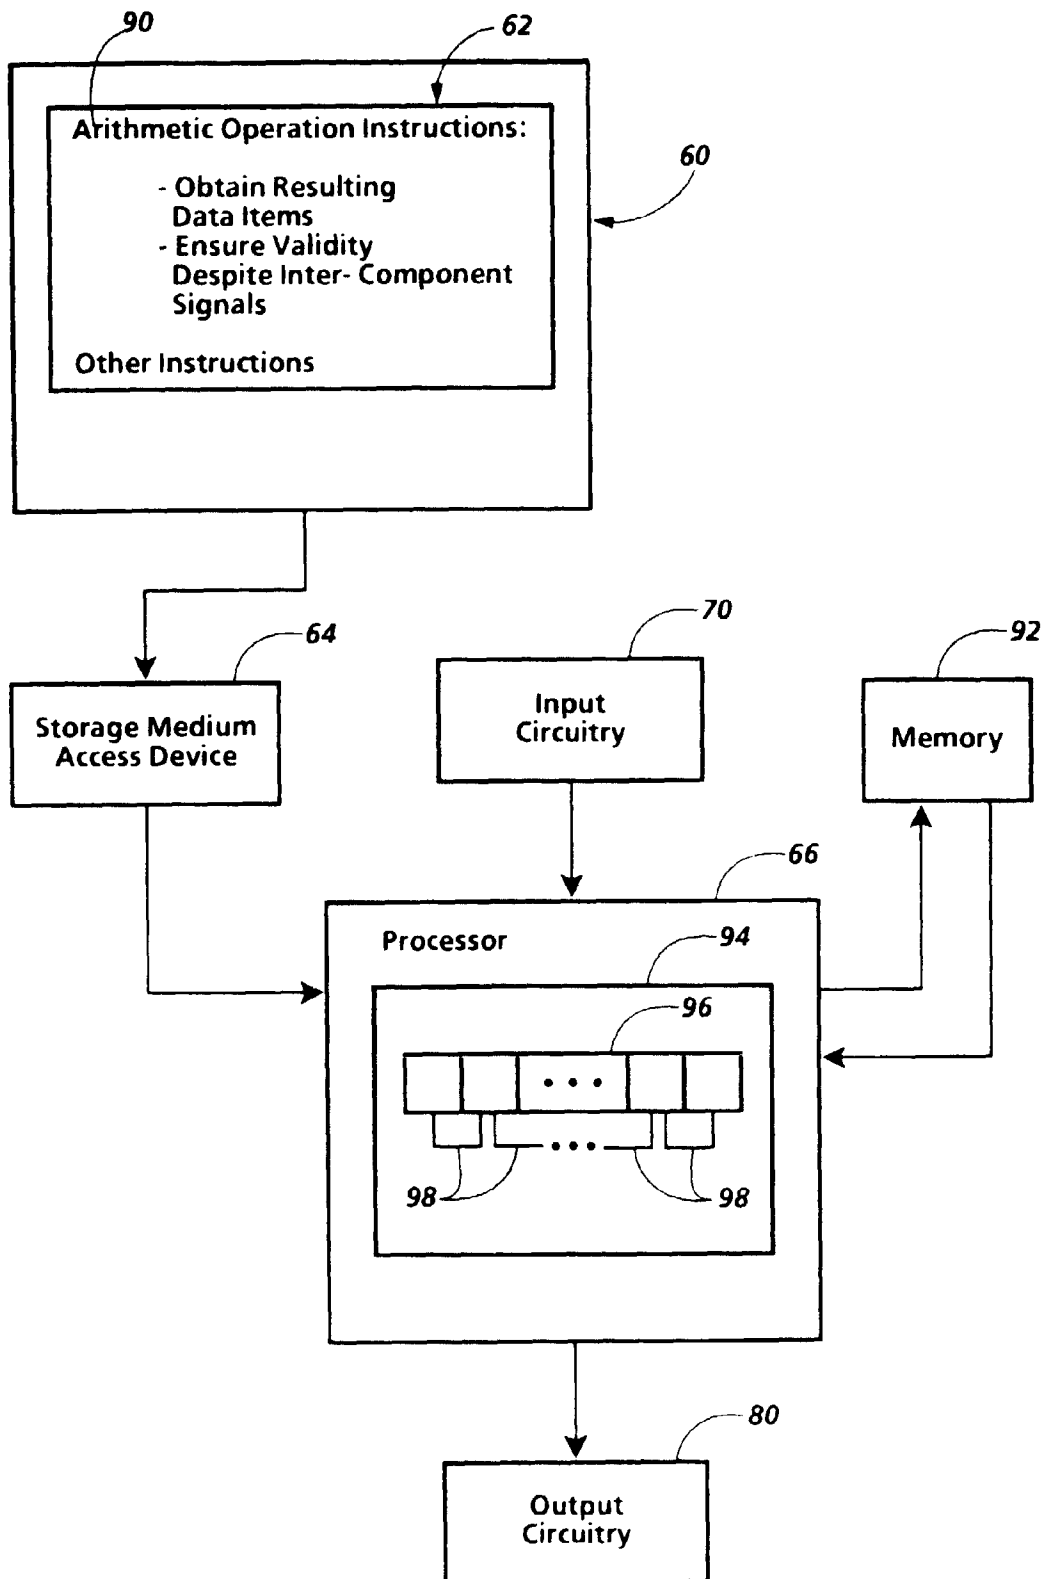 90
62
Arithmetic Operation Instructions:
- Obtain Resulting
Data Items
- Ensure Validity
Despite Inter- Component
Signals
Other Instructions
60
64
70
92
Storage Medium
Access Device
Input
Circuitry
Memory
66
Processor
94
96
98
98
80
Output
Circuitry